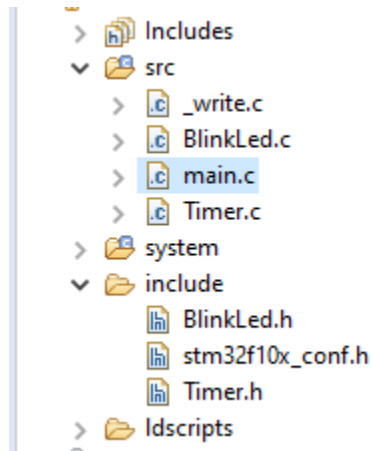 Includes
src
_write.c
BlinkLed.c
main.c
Timer.c
system
include
BlinkLed.h
stm32f10x_conf.h
Timer.h
ldscripts